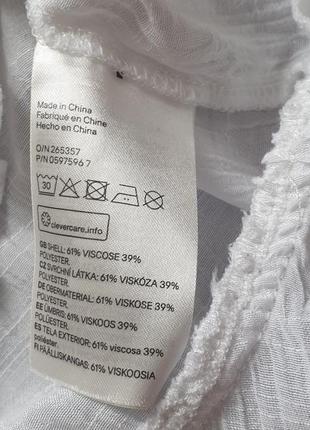 Made in China
Fabriqué en Chine
Hecho en China
O/N 265357
P/N 0597596 7
30
clevercare.info
GB SHELL: 61% VISCOSE 39%
POLYESTER.
CZ SVRCHNÍ LÁTKA: 61% VISKÓZA 39%
POLYESTER.
DE OBERMATERIAL: 61% VISKOSE 39%
POLYESTER.
EE ÜMBRIS: 61% VISKOOS 39%
POLÜESTER.
ES TELA EXTERIOR: 61% viscosa 39%
poliéster.
FI PÄÄLLISKANGAS: 61% VISKOOSIA